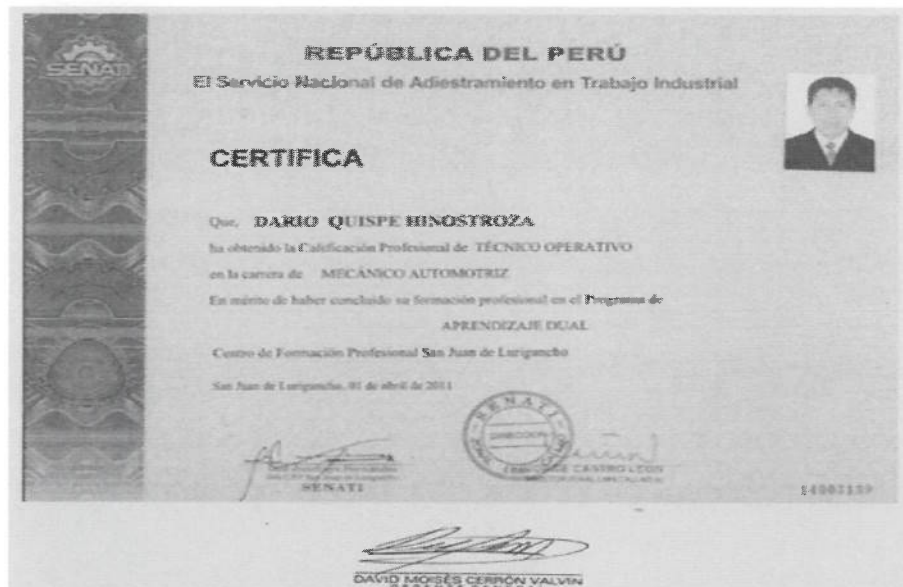 SENATI
REPÚBLICA DEL PERÚ
El Servicio Nacional de Adiestramiento en Trabajo Industrial
CERTIFICA
Que, DARIO QUISPE HINOSTROZA
ha obtenido la Calificación Profesional de TÉCNICO OPERATIVO
en la carrera de MECÁNICO AUTOMOTRIZ
En mérito de haber concluido su formación profesional en el Programa de
APRENDIZAJE DUAL
Centro de Formación Profesional San Juan de Lurigancho
San Juan de Lurigancho, 01 de abril de 2011
SENATI
CASTRO LEON
SENATI
DAVID MOISÉS CERRÓN VALVIN